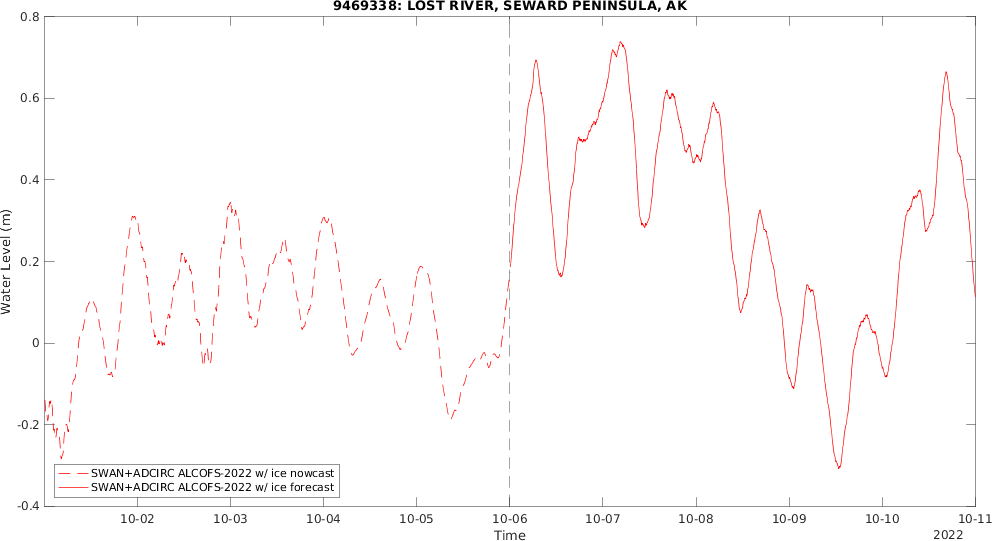 9469338: LOST RIVER, SEWARD PENINSULA, AK
Water Level (m)
0.8
0.6
0.4
0.2
0
-0.2
-0.4
SWAN+ADCIRC ALCOFS-2022 w/ ice nowcast
SWAN+ADCIRC ALCOFS-2022 w/ ice forecast
10-02 10-03 10-04 10-05 10-06 10-07 10-08 10-09 10-10 10-11
Time
2022